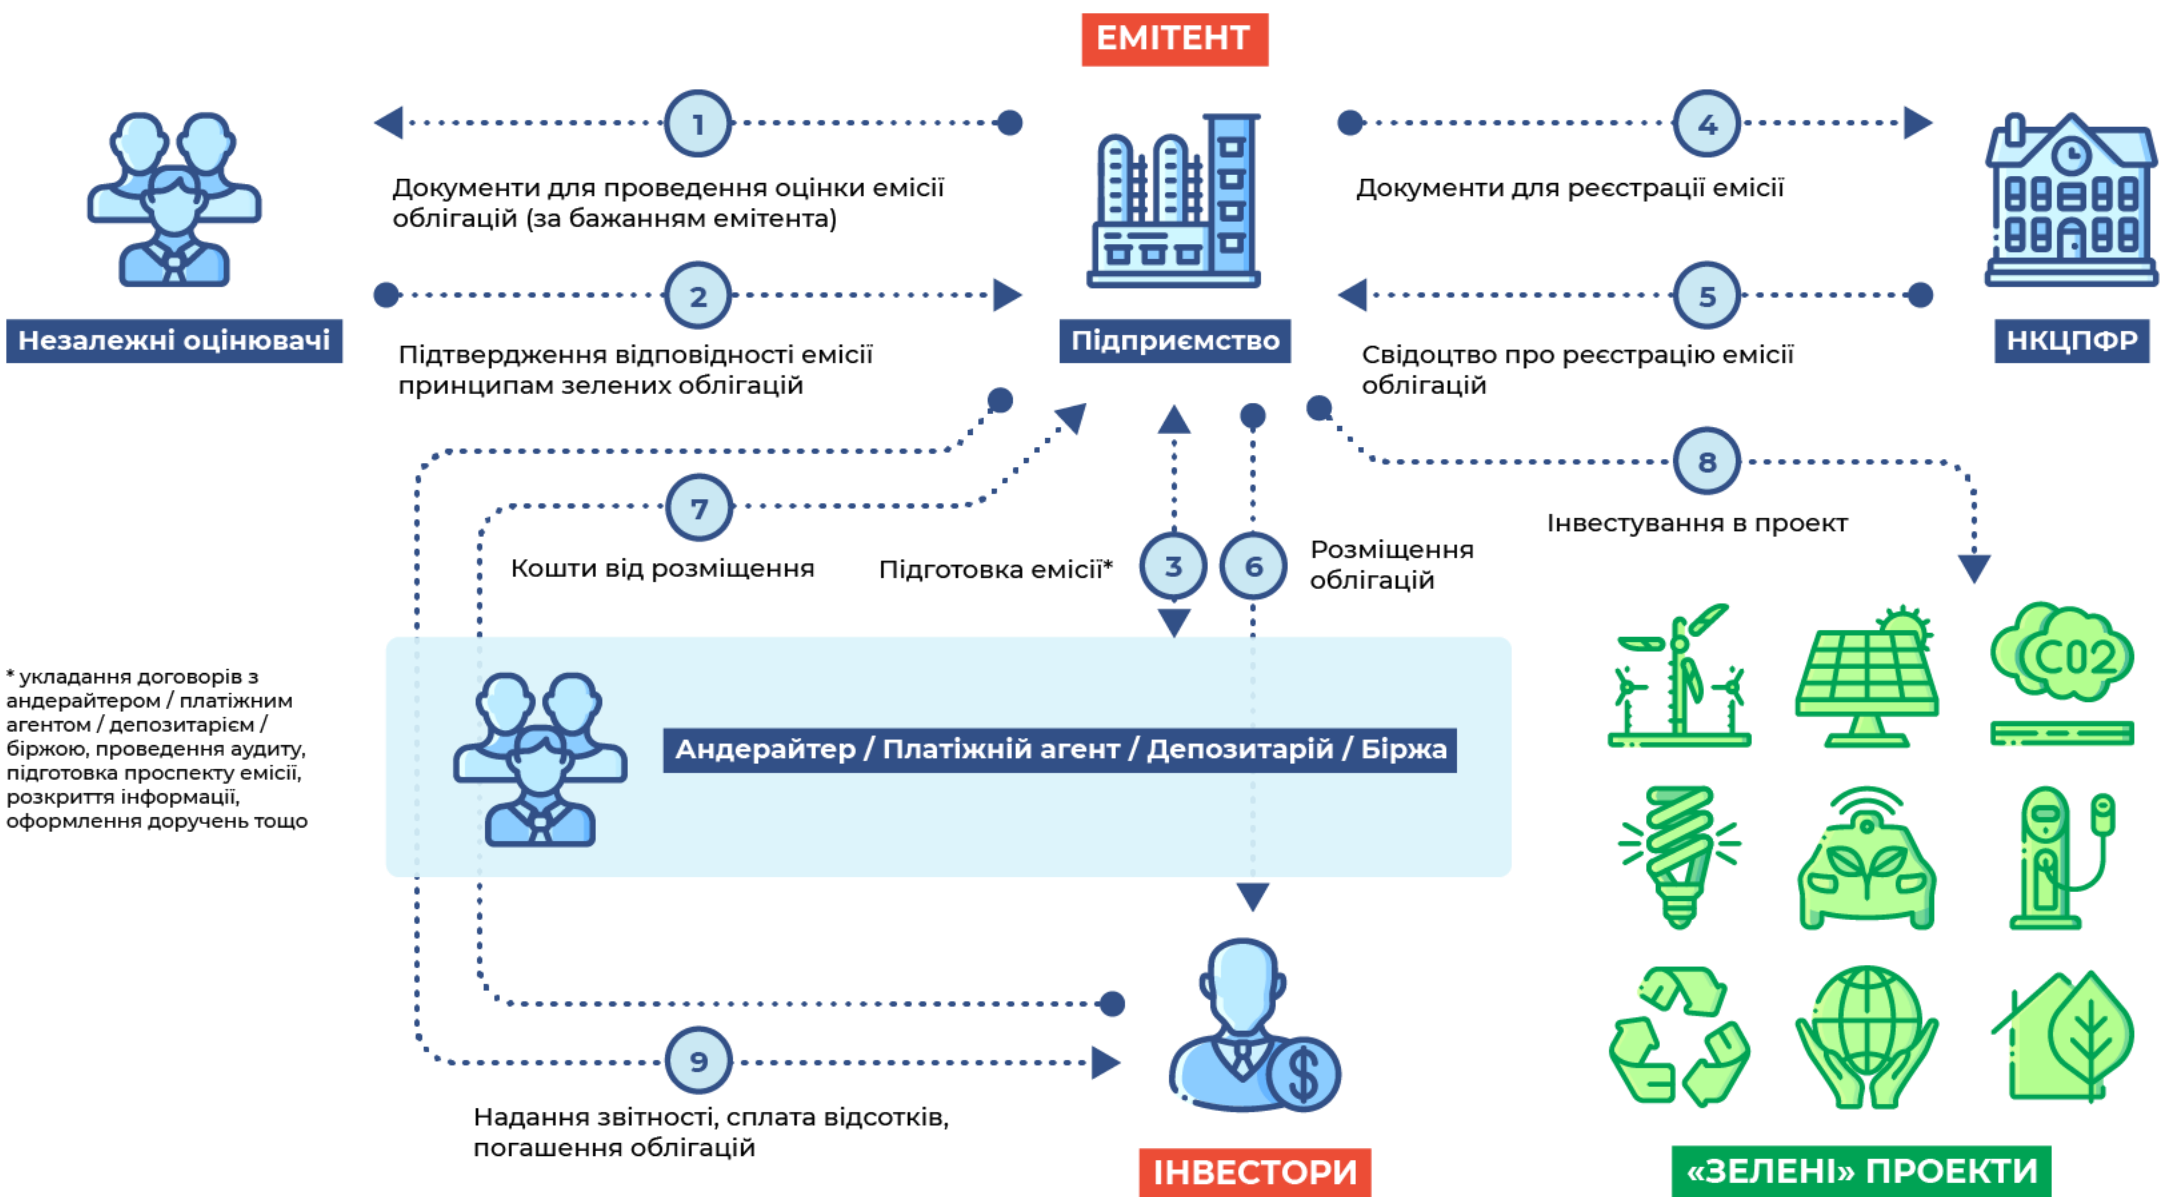 ЕМІТЕНТ
1
4
Документи для проведення оцінки емісії
облігацій (за бажанням емітента)
Документи для реєстрації емісії
2
5
Незалежні оцінювачі
Підприємство
НКЦПФР
Підтвердження відповідності емісії
принципам зелених облігацій
Свідоцтво про реєстрацію емісії
облігацій
8
7
Інвестування в проект
Кошти від розміщення
Підготовка емісії*
3
6
Розміщення
облігацій
* укладання договорів з
андерайтером / платіжним
агентом / депозитарієм /
біржою, проведення аудиту,
підготовка проспекту емісії,
розкриття інформації,
оформлення доручень тощо
Андерайтер / Платіжній агент / Депозитарій / Біржа
CO2
9
$
Надання звітності, сплата відсотків,
погашення облігацій
ІНВЕСТОРИ
«ЗЕЛЕНІ» ПРОЕКТИ